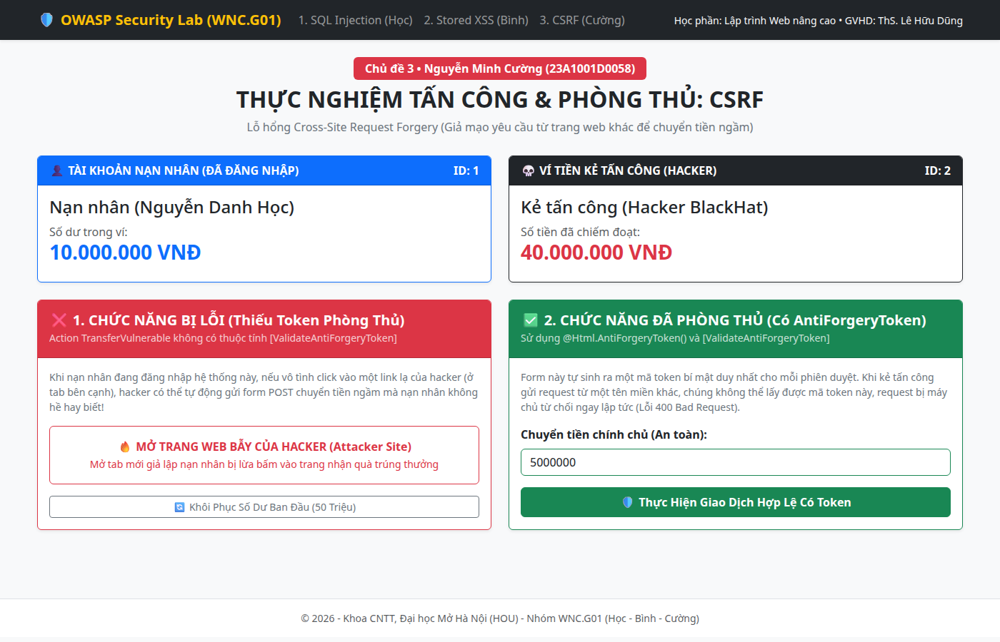 OWASP Security Lab (WNC.G01)
1. SQL Injection (Học)
2. Stored XSS (Bình)
3. CSRF (Cường)
Học phần: Lập trình Web nâng cao • GVHD: ThS. Lê Hữu Dũng
Chủ đề 3 • Nguyễn Minh Cường (23A1001D0058)
THỰC NGHIỆM TẤN CÔNG & PHÒNG THỦ: CSRF
Lỗ hổng Cross-Site Request Forgery (Giả mạo yêu cầu từ trang web khác để chuyển tiền ngầm)
TÀI KHOẢN NẠN NHÂN (ĐÃ ĐĂNG NHẬP)
ID: 1
Nạn nhân (Nguyễn Danh Học)
Số dư trong ví:
10.000.000 VNĐ
VÍ TIỀN KẺ TẤN CÔNG (HACKER)
ID: 2
Kẻ tấn công (Hacker BlackHat)
Số tiền đã chiếm đoạt:
40.000.000 VNĐ
1. CHỨC NĂNG BỊ LỖI (Thiếu Token Phòng Thủ)
Action TransferVulnerable không có thuộc tính [ValidateAntiForgeryToken]
Khi nạn nhân đang đăng nhập hệ thống này, nếu vô tình click vào một link lạ của hacker (ở
tab bên cạnh), hacker có thể tự động gửi form POST chuyển tiền ngầm mà nạn nhân không
hề hay biết!
MỞ TRANG WEB BẪY CỦA HACKER (Attacker Site)
Mở tab mới giả lập nạn nhân bị lừa bấm vào trang nhận quà trúng thưởng
Khôi Phục Số Dư Ban Đầu (50 Triệu)
2. CHỨC NĂNG ĐÃ PHÒNG THỦ (Có AntiForgeryToken)
Sử dụng @Html.AntiForgeryToken() và [ValidateAntiForgeryToken]
Form này tự sinh ra một mã token bí mật duy nhất cho mỗi phiên duyệt. Khi kẻ tấn công
gửi request từ một tên miền khác, chúng không thể lấy được mã token này, request bị máy
chủ từ chối ngay lập tức (Lỗi 400 Bad Request).
Chuyển tiền chính chủ (An toàn):
5000000
Thực Hiện Giao Dịch Hợp Lệ Có Token
© 2026 - Khoa CNTT, Đại học Mở Hà Nội (HOU) - Nhóm WNC.G01 (Học - Bình - Cường)